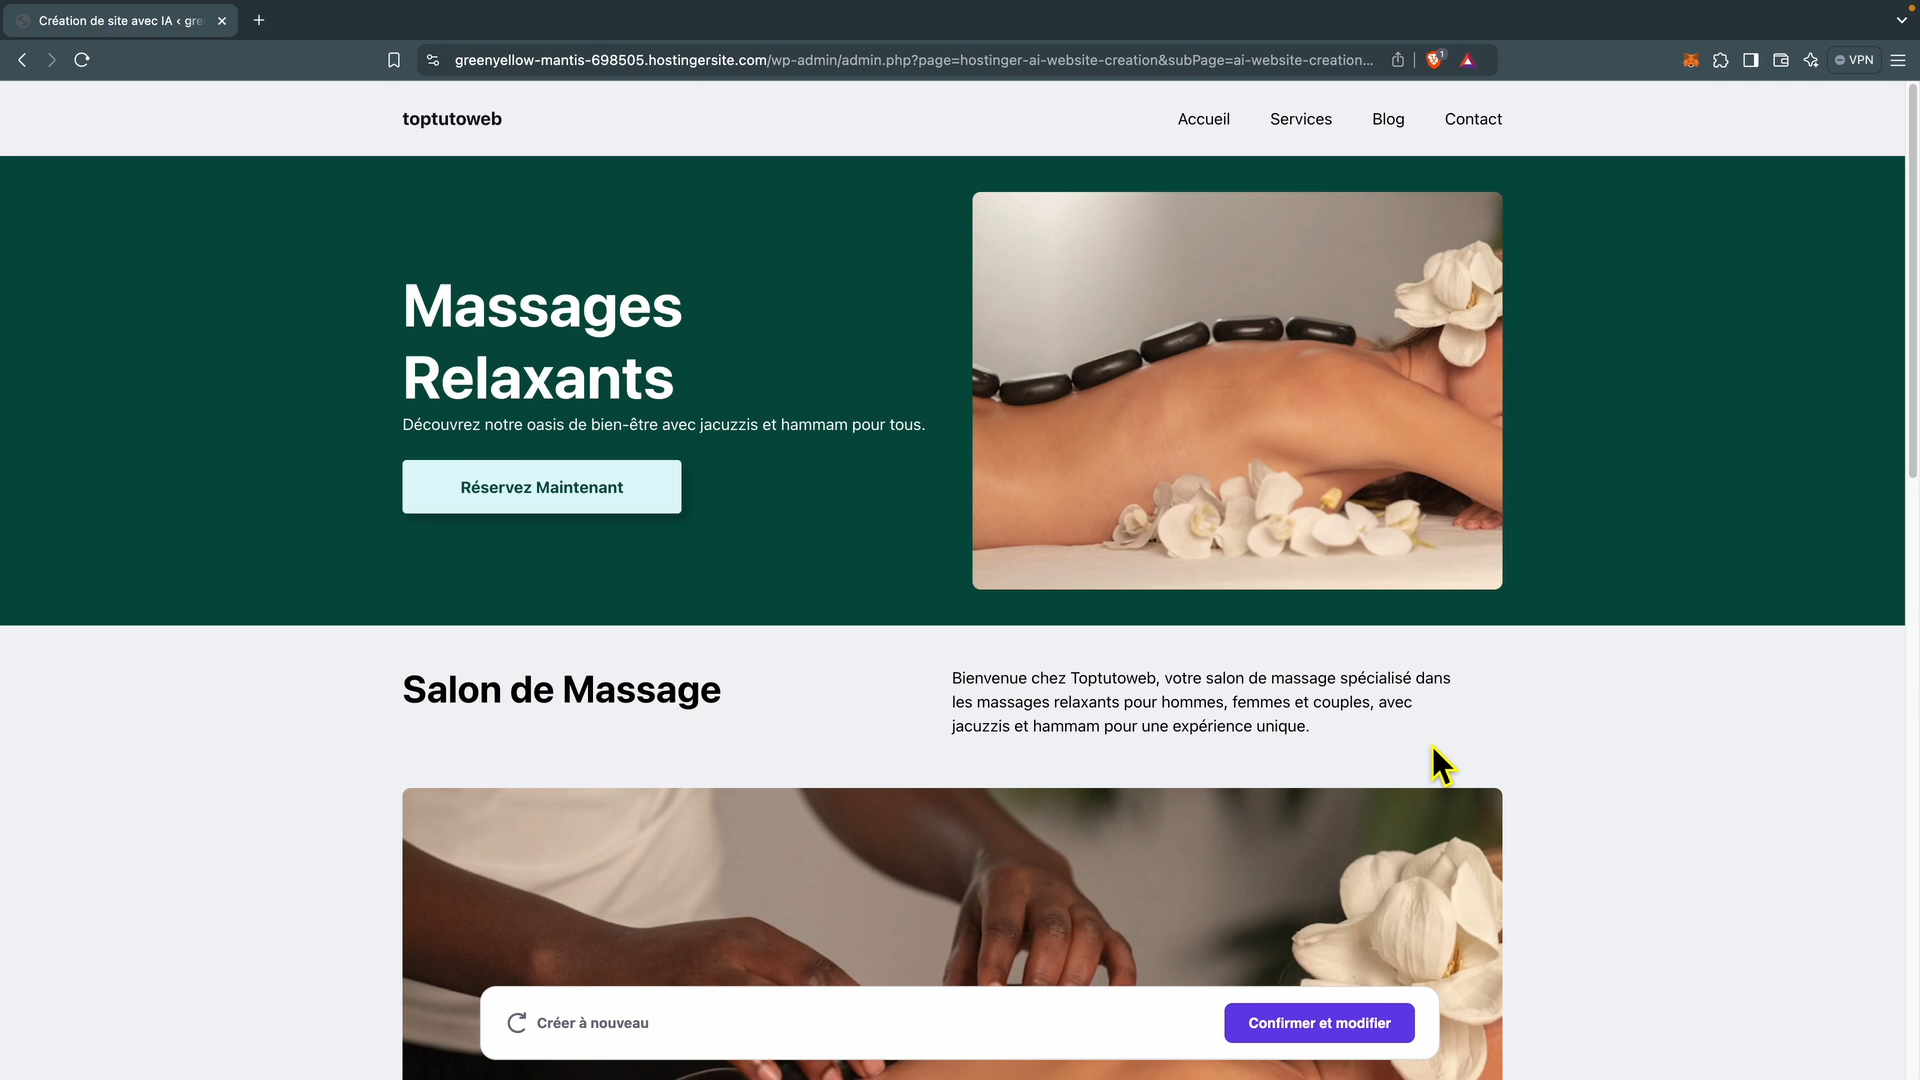 Création de site avec IA ‹ gre
greenyellow-mantis-698505.hostingersite.com/wp-admin/admin.php?page=hostinger-ai-website-creation&subPage=ai-website-creation...
1
VPN
toptutoweb
Accueil
Services
Blog
Contact
Massages
Relaxants
Découvrez notre oasis de bien-être avec jacuzzis et hammam pour tous.
Réservez Maintenant
Salon de Massage
Bienvenue chez Toptutoweb, votre salon de massage spécialisé dans
les massages relaxants pour hommes, femmes et couples, avec
jacuzzis et hammam pour une expérience unique.
Créer à nouveau
Confirmer et modifier